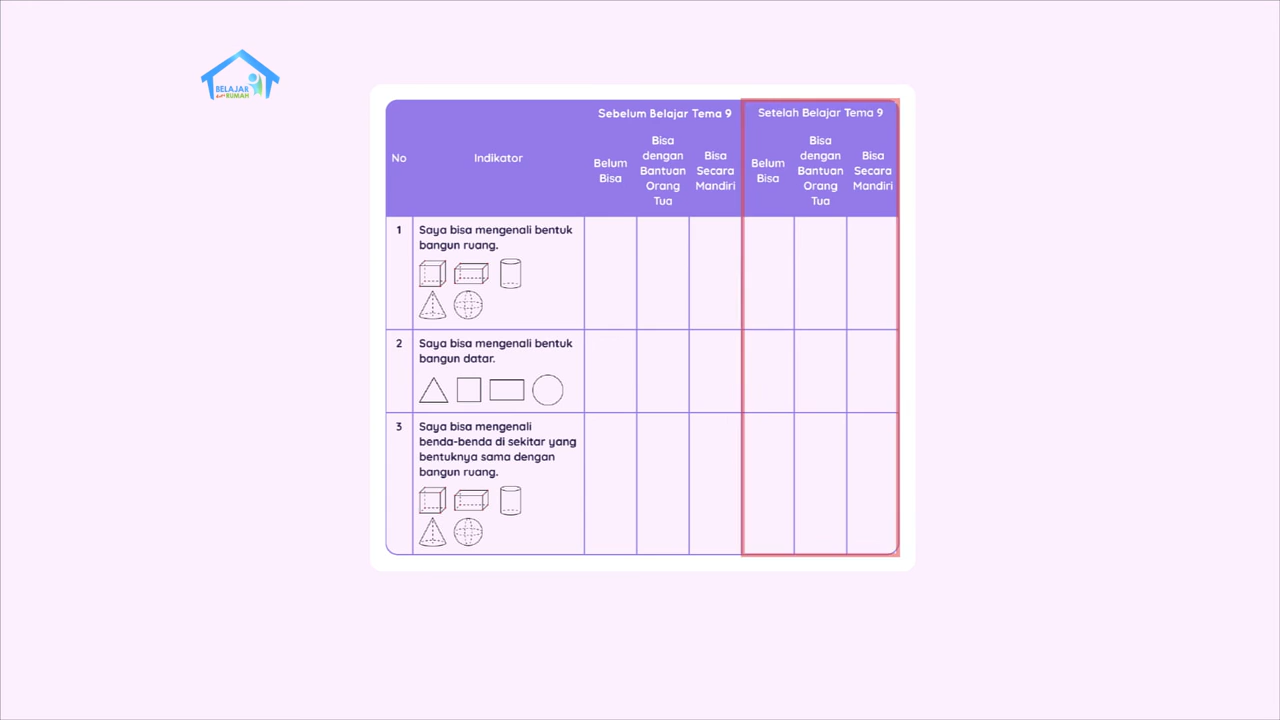 BELAJAR
dari RUMAH
Sebelum Belajar Tema 9
Setelah Belajar Tema 9
No
Indikator
Belum
Bisa
Bisa
dengan
Bantuan
Orang
Tua
Bisa
Secara
Mandiri
Belum
Bisa
Bisa
dengan
Bantuan
Orang
Tua
Bisa
Secara
Mandiri
1
Saya bisa mengenali bentuk
bangun ruang.
2
Saya bisa mengenali bentuk
bangun datar.
3
Saya bisa mengenali
benda-benda di sekitar yang
bentuknya sama dengan
bangun ruang.